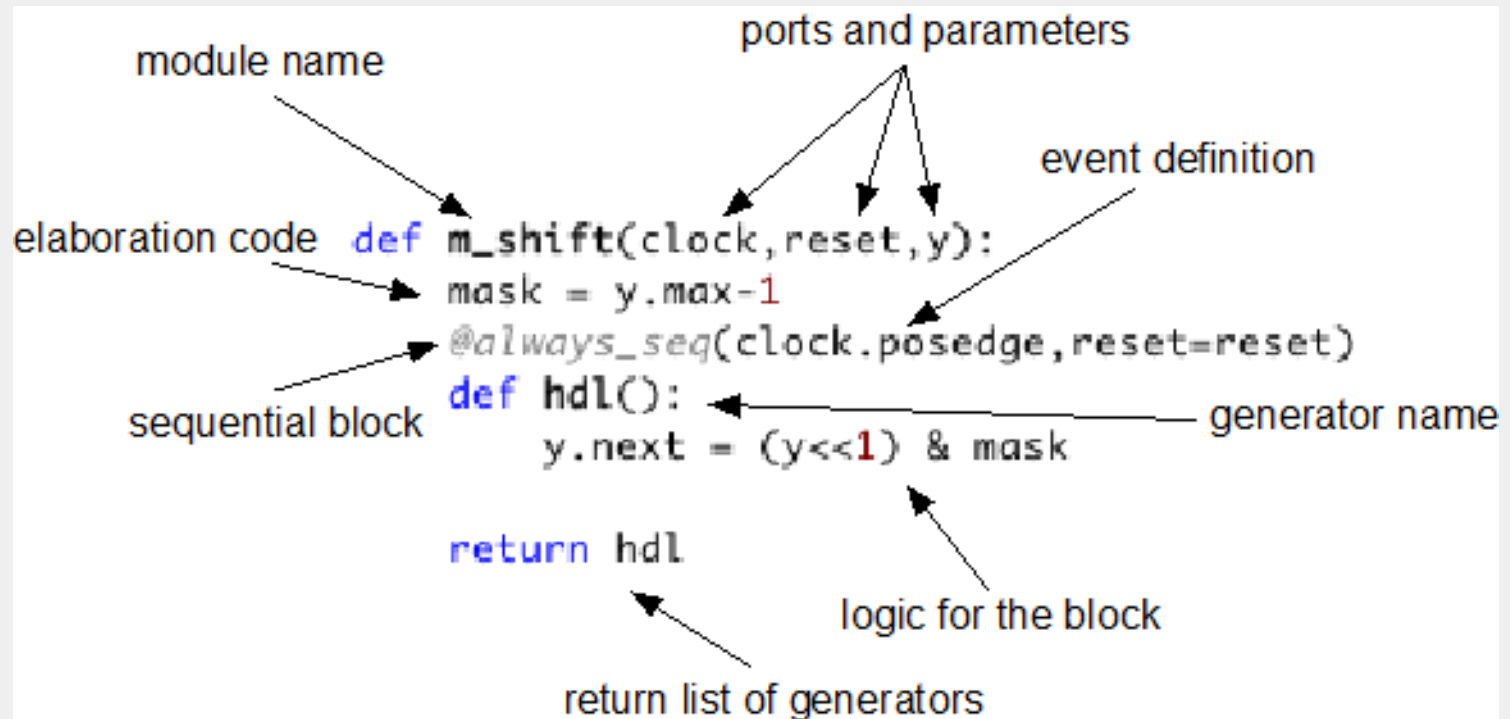 ports and parameters
module name
event definition
elaboration code def m_shift(clock,reset,y):
mask = y.max-1
@always_seq(clock.posedge,reset=reset)
sequential block def hdl(): generator name
y.next = (y<<1) & mask
return hdl
logic for the block
return list of generators